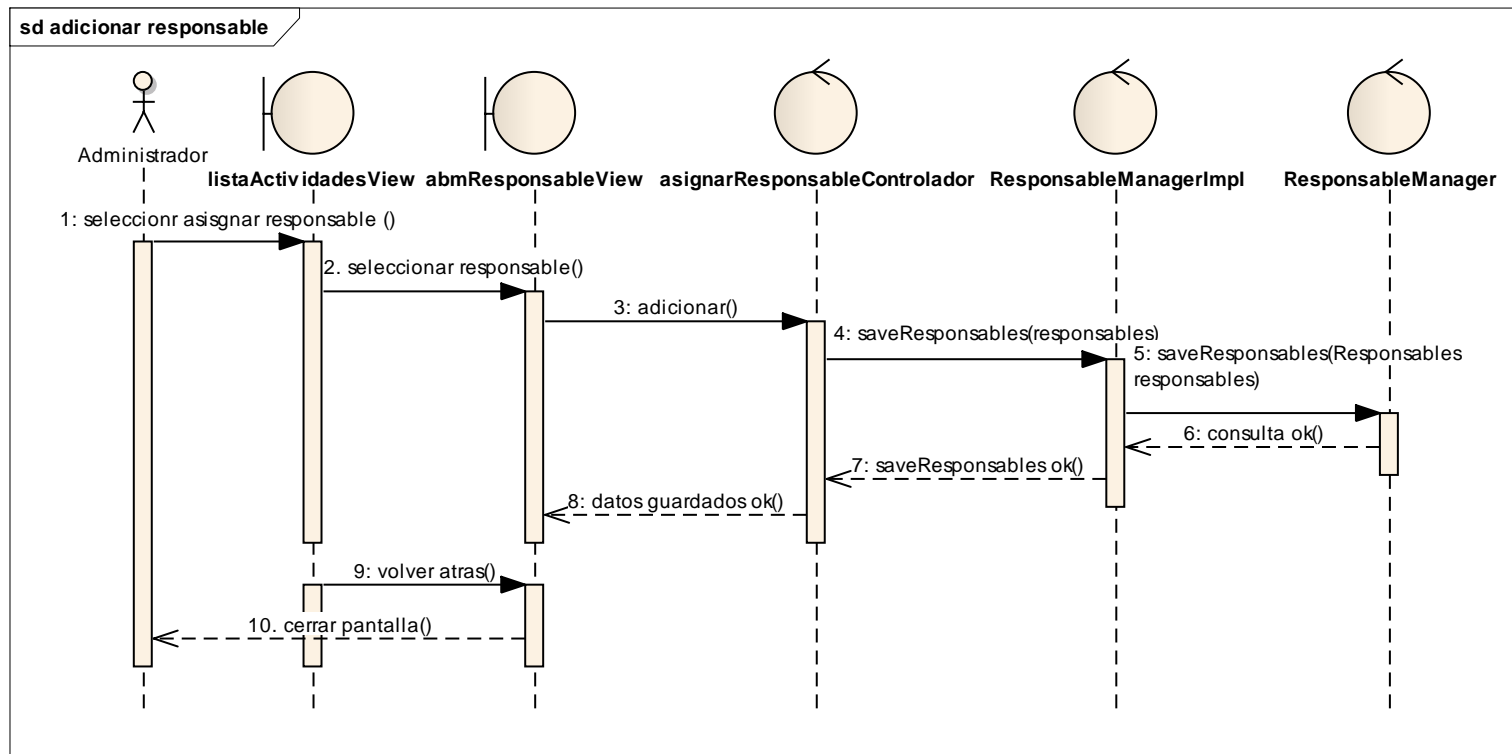 sd adicionar responsable
Administrador
listaActividadesView
abmResponsableView
asignarResponsableControlador
ResponsableManagerImpl
ResponsableManager
1: seleccionr asisgnar responsable ()
2. seleccionar responsable()
3: adicionar()
4: saveResponsables(responsables)
5: saveResponsables(Responsables
responsables)
6: consulta ok()
7: saveResponsables ok()
8: datos guardados ok()
9: volver atras()
10. cerrar pantalla()